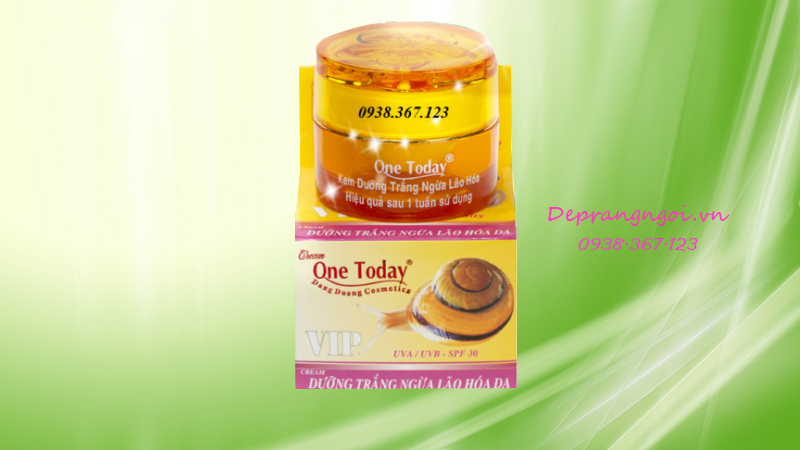 0938.367.123
One Today®
Kem Dưỡng Trắng Ngừa Lão Hóa
Hiệu quả sau 1 tuần sử dụng
CREAM
DƯỠNG TRẮNG NGỪA LÃO HÓA DA
Cream
One Today®
Dang Duong Cosmetics
VIP
UVA / UVB - SPF 30
CREAM
DƯỠNG TRẮNG NGỪA LÃO HÓA DA
Deprangngoi.vn
0938-367-123